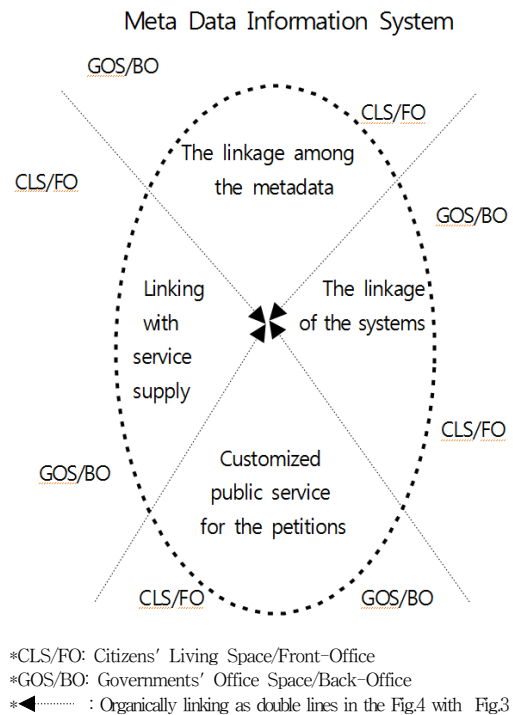 Meta Data Information System
GOS/BO
CLS/FO
The linkage among
the metadata
CLS/FO
GOS/BO
Linking
with
service
supply
The linkage
of the systems
CLS/FO
GOS/BO
Customized
public service
for the petitions
CLS/FO
GOS/BO
*CLS/FO: Citizens' Living Space/Front-Office
*GOS/BO: Governments' Office Space/Back-Office
* : Organically linking as double lines in the Fig.4 with Fig.3